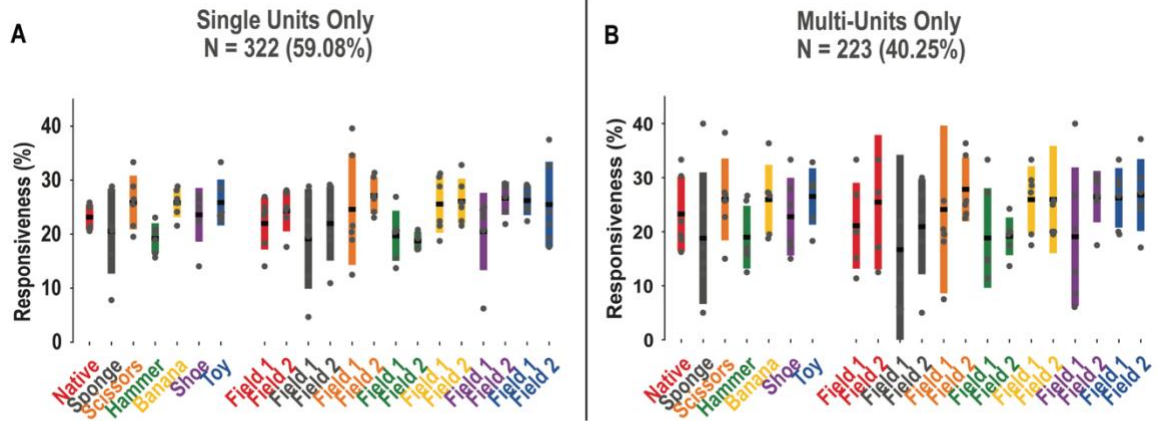 A
Single Units Only
N = 322 (59.08%)
Responsiveness (%)
40
30
20
10
0
Native
Sponge
Scissors
Hammer
Banana
Shoe
Toy
Field 1
Field 2
Field 1
Field 2
Field 1
Field 2
Field 1
Field 2
Field 1
Field 2
Field 1
Field 2
Field 1
Field 2
B
Multi-Units Only
N = 223 (40.25%)
Responsiveness (%)
40
30
20
10
0
Native
Sponge
Scissors
Hammer
Banana
Shoe
Toy
Field 1
Field 2
Field 1
Field 2
Field 1
Field 2
Field 1
Field 2
Field 1
Field 2
Field 1
Field 2
Field 1
Field 2